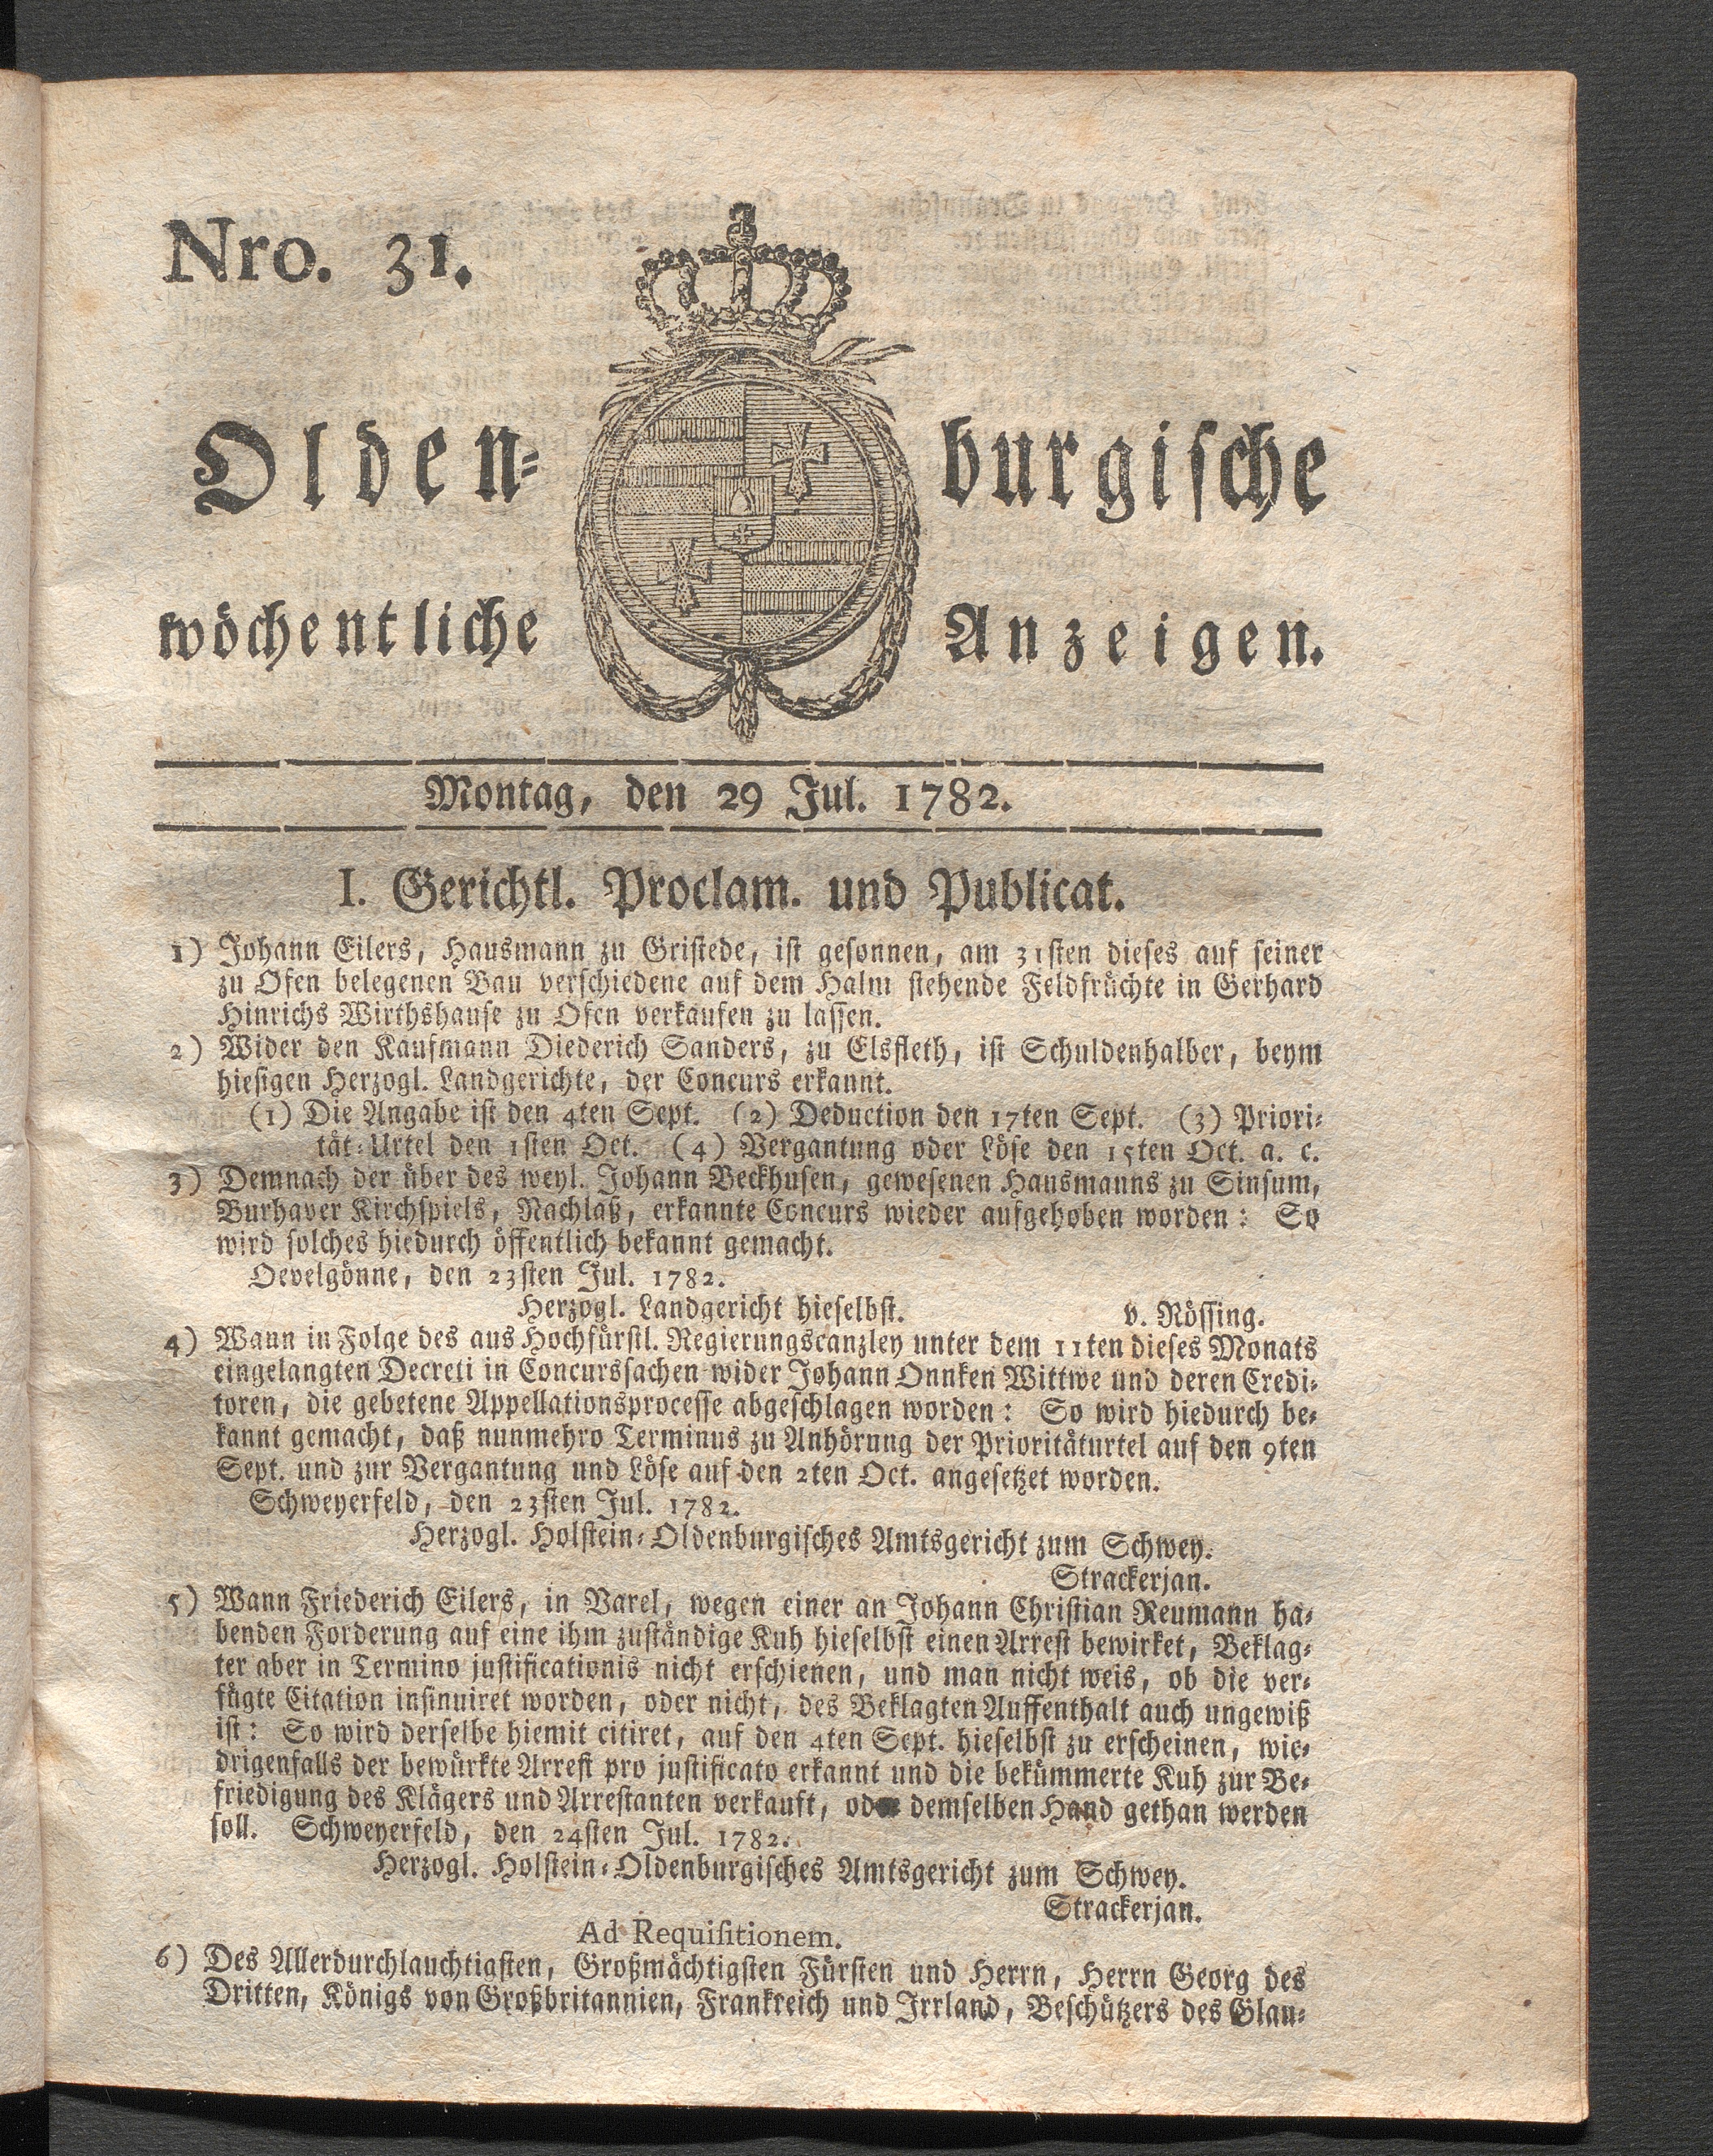 Nro. 31.
Olden-burgische
wöchentliche Anzeigen.
Montag, den 29 Jul. 1782.
I. Gerichtl. Proclam. und Publicat.
1) Johann Eilers, Hausmann zu Gristede, ist gesonnen, am 31sten dieses auf seiner
zu Ofen belegenen Bau verschiedene auf dem Halm stehende Feldfrüchte in Gerhard
Hinrichs Wirthshause zu Ofen verkaufen zu lassen.
2) Wider den Kaufmann Diederich Sanders, zu Elsfleth, ist Schuldenhalber, beym
hiesigen Herzogl. Landgerichte, der Concurs erkannt.
(1) Die Angabe ist den 4ten Sept. (2) Deduction den 17ten Sept. (3) Priori-
tät-Urtel den 1sten Oct. (4) Vergantung oder Löse den 15ten Oct. a. c.
3) Demnach der über des weyl. Johann Beckhusen, gewesenen Hausmanns zu Sinsum,
Burhaver Kirchspiels, Nachlaß, erkannte Concurs wieder aufgehoben worden: So
wird solches hiedurch öffentlich bekannt gemacht.
Oevelgönne, den 23sten Jul. 1782.
Herzogl. Landgericht hieselbst. v. Rössing.
4) Wann in Folge des aus Hochfürstl. Regierungscanzley unter dem 11ten dieses Monats
eingelangten Decreti in Concurssachen wider Johann Onnken Wittwe und deren Credi-
toren, die gebetene Appellationsprocesse abgeschlagen worden: So wird hiedurch be-
kannt gemacht, daß nunmehro Terminus zu Anhörung der Prioritäturtel auf den 9ten
Sept. und zur Vergantung und Löse auf den 2ten Oct. angesetzet worden.
Schweyerfeld, den 23sten Jul. 1782.
Herzogl. Holstein-Oldenburgisches Amtsgericht zum Schwey.
Strackerjan.
5) Wann Friederich Eilers, in Varel, wegen einer an Johann Christian Reumann ha-
benden Forderung auf eine ihm zuständige Kuh hieselbst einen Arrest bewirket, Beklag-
ter aber in Termino justificationis nicht erschienen, und man nicht weis, ob die ver-
fügte Citation insinuiret worden, oder nicht, des Beklagten Auffenthalt auch ungewiß
ist: So wird derselbe hiemit citiret, auf den 4ten Sept. hieselbst zu erscheinen, wie-
drigenfalls der bewürkte Arrest pro justificato erkannt und die bekümmerte Kuh zur Be-
friedigung des Klägers und Arrestanten verkauft, oder demselben Hand gethan werden
soll. Schweyerfeld, den 24sten Jul. 1782.
Herzogl. Holstein-Oldenburgisches Amtsgericht zum Schwey.
Strackerjan.
Ad Requisitionem.
6) Des Allerdurchlauchtigsten, Großmächtigsten Fürsten und Herrn, Herrn Georg des
Dritten, Königs von Großbritannien, Frankreich und Irrland, Beschützers des Glau-